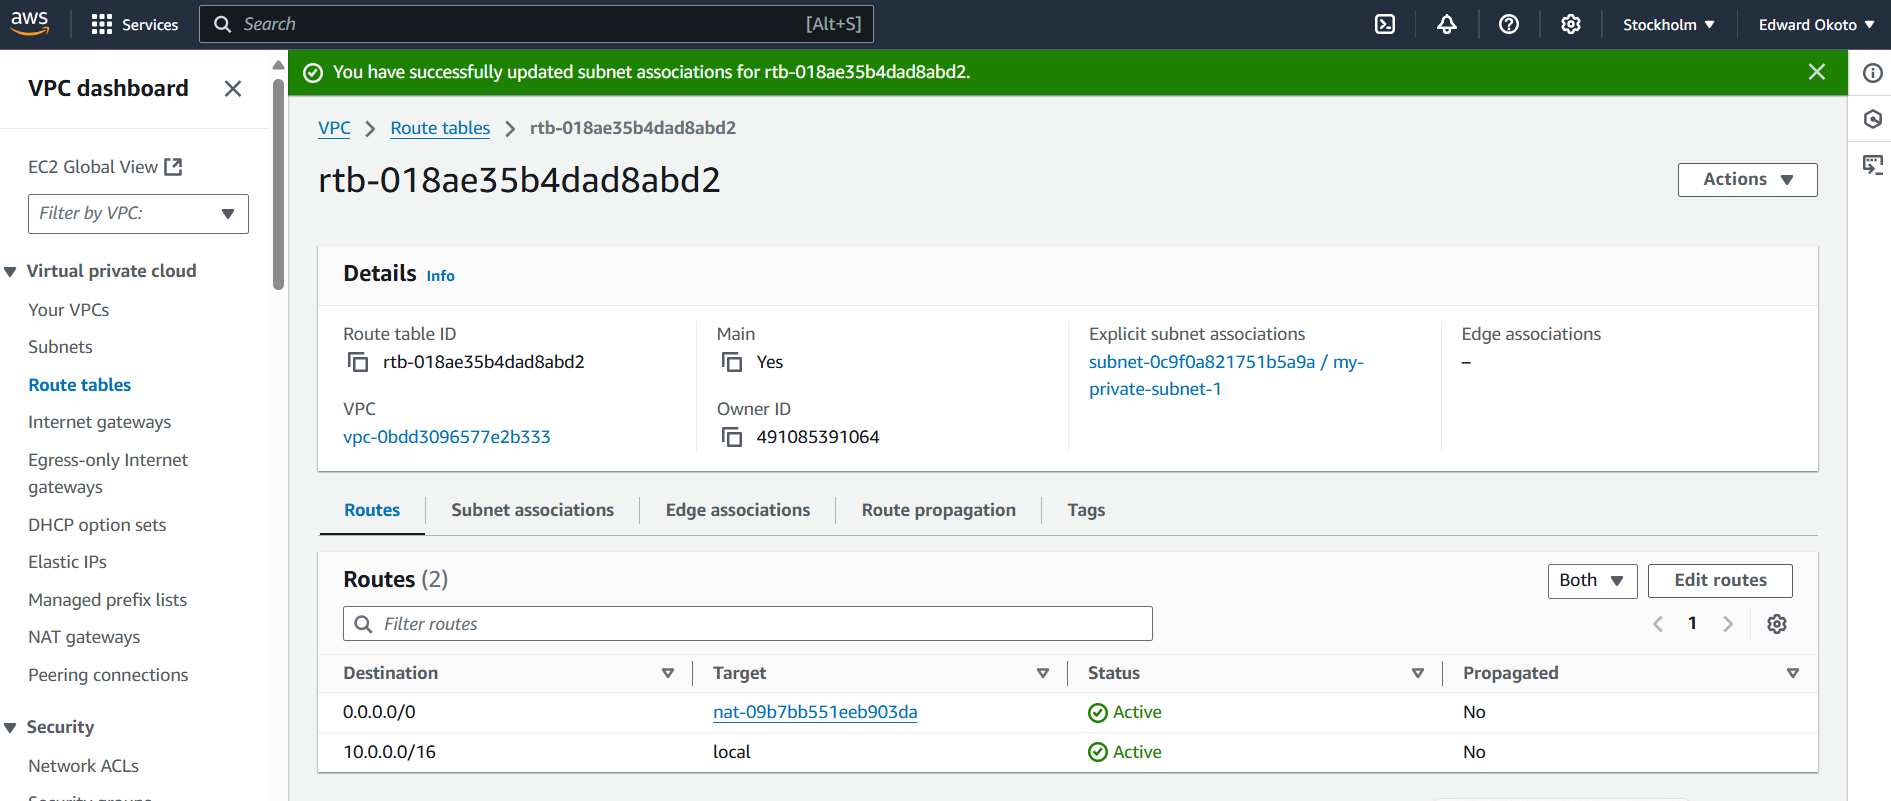 aws
Services
Search
[Alt+S]
Stockholm
Edward Okoto
VPC dashboard
EC2 Global View
Filter by VPC:
Virtual private cloud
Your VPCs
Subnets
Route tables
Internet gateways
Egress-only Internet
gateways
DHCP option sets
Elastic IPs
Managed prefix lists
NAT gateways
Peering connections
Security
Network ACLs
Security groups
You have successfully updated subnet associations for rtb-018ae35b4dad8abd2.
VPC
Route tables
rtb-018ae35b4dad8abd2
rtb-018ae35b4dad8abd2
Actions
Details Info
Route table ID
rtb-018ae35b4dad8abd2
Main
Yes
Explicit subnet associations
subnet-0c9f0a821751b5a9a / my-
private-subnet-1
Edge associations
–
VPC
vpc-0bdd3096577e2b333
Owner ID
491085391064
Routes
Subnet associations
Edge associations
Route propagation
Tags
Routes (2)
Both
Edit routes
Filter routes
1
Destination
Target
Status
Propagated
0.0.0.0/0
nat-09b7bb551eeb903da
Active
No
10.0.0.0/16
local
Active
No